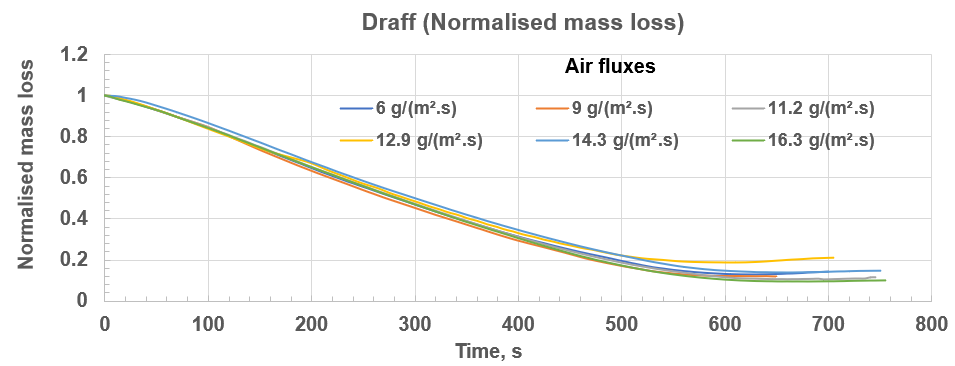 Draff (Normalised mass loss)
Normalised mass loss
1.2
1
0.8
0.6
0.4
0.2
0
Air fluxes
6 g/(m².s) 9 g/(m².s) 11.2 g/(m².s)
12.9 g/(m².s) 14.3 g/(m².s) 16.3 g/(m².s)
0 100 200 300 400 500 600 700 800
Time, s